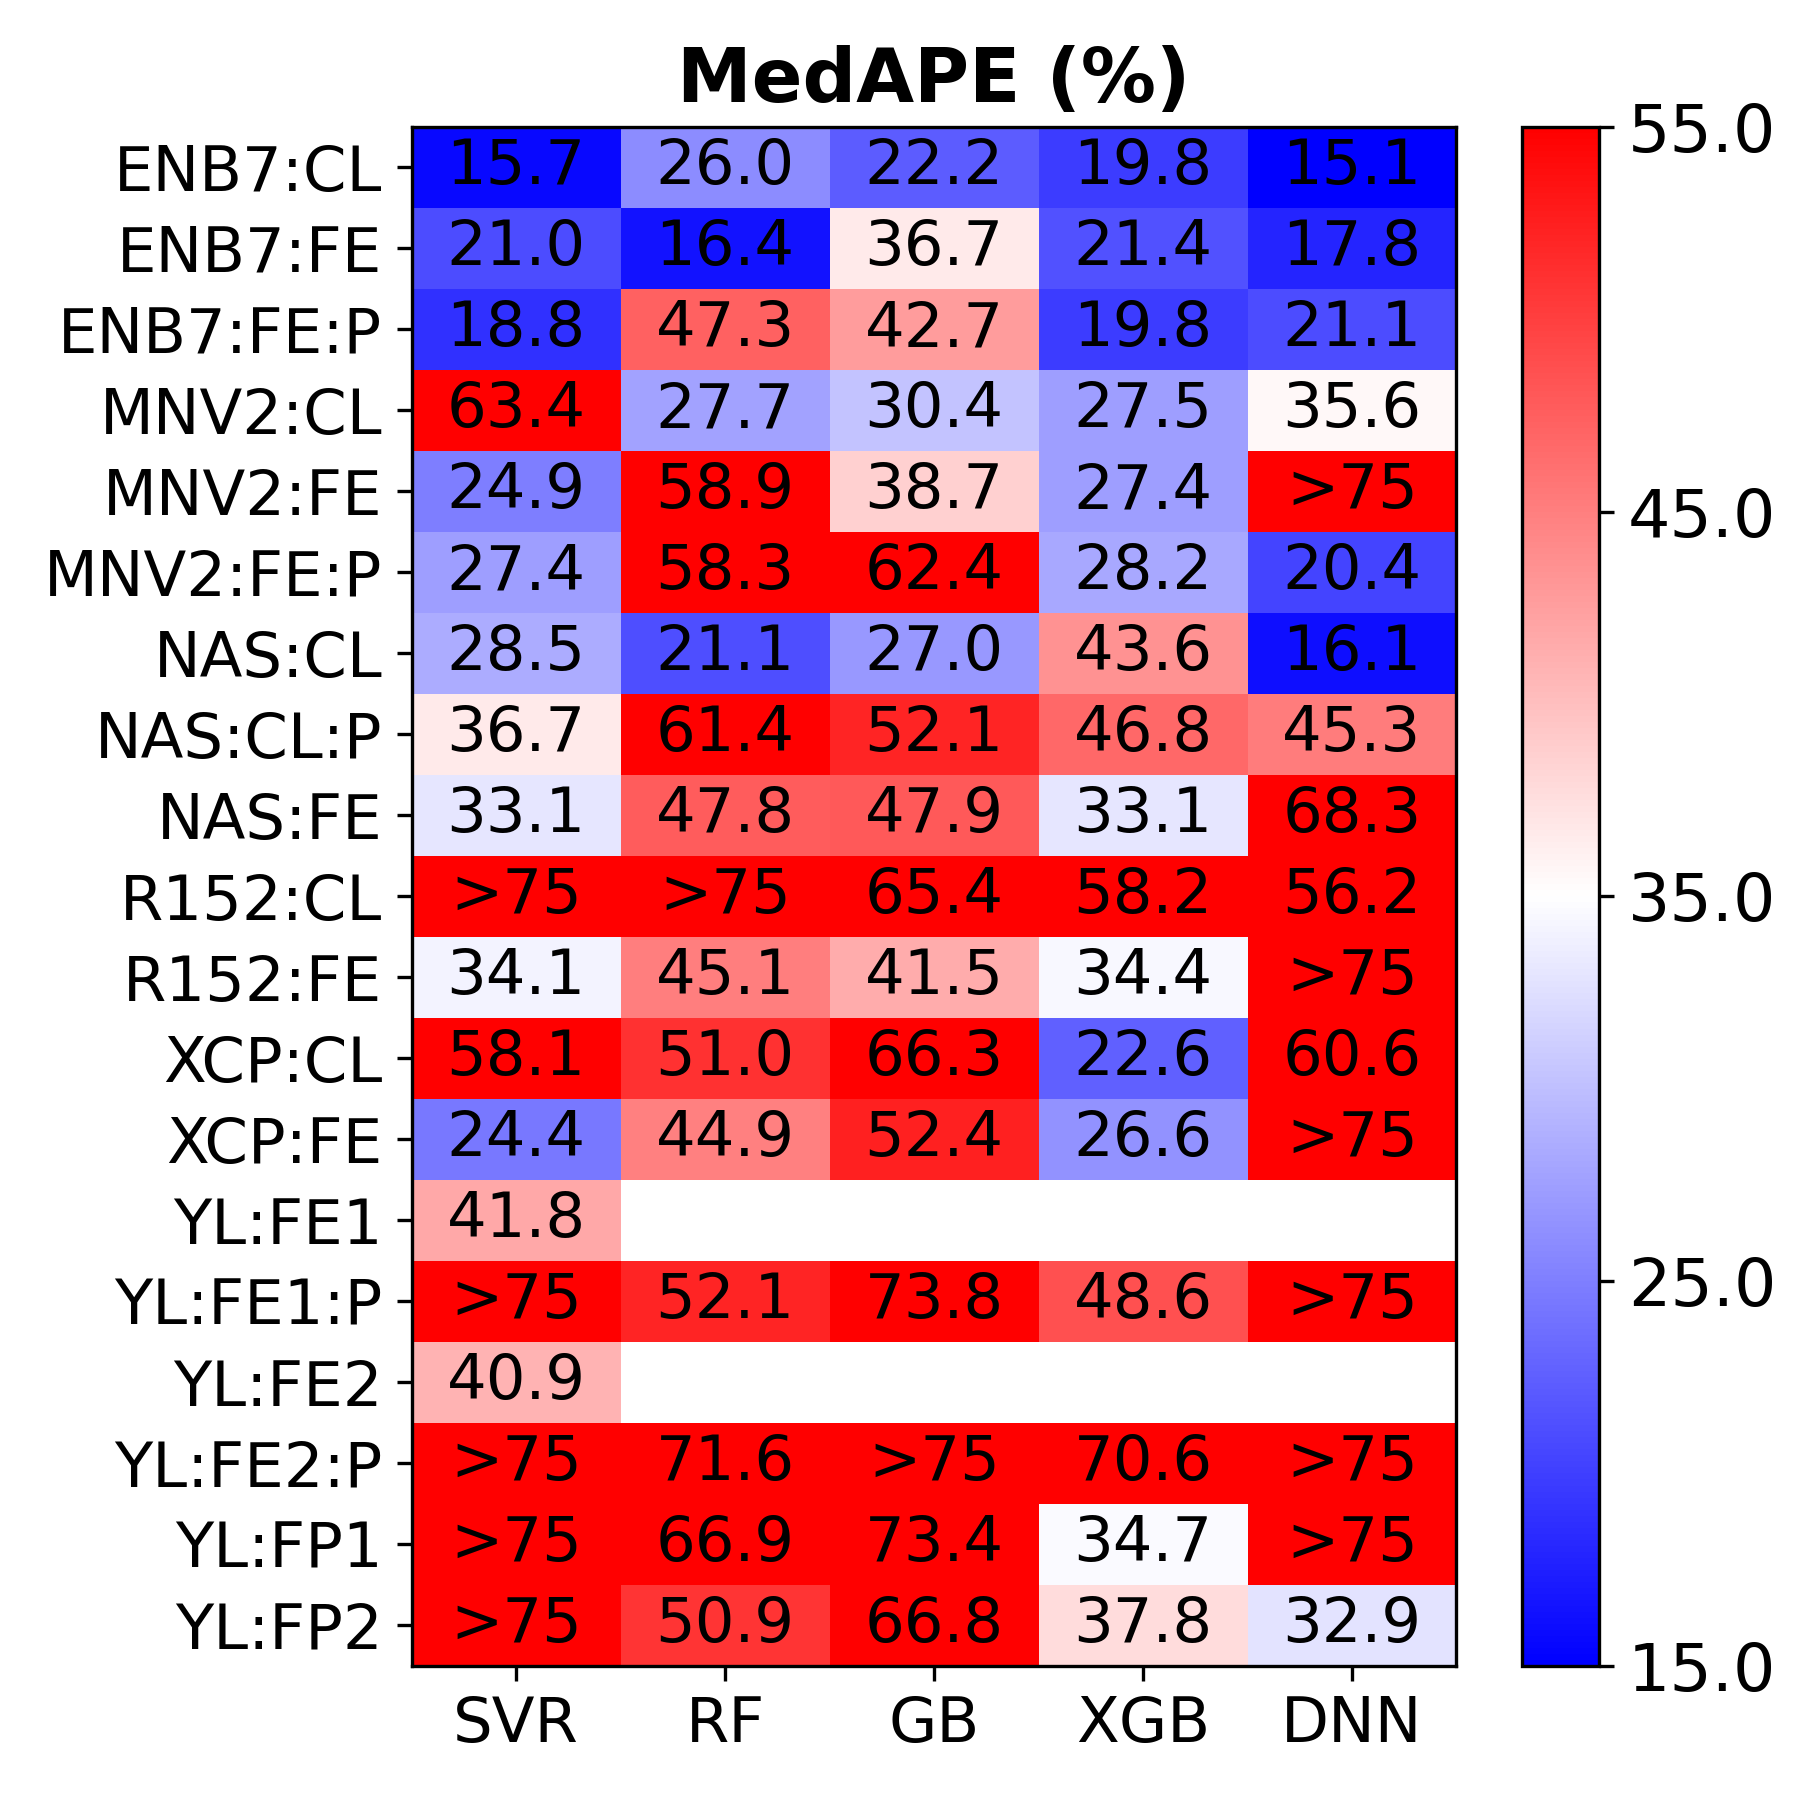 MedAPE (%)
ENB7:CL 15.7 26.0 22.2 19.8 15.1
ENB7:FE 21.0 16.4 36.7 21.4 17.8
ENB7:FE:P 18.8 47.3 42.7 19.8 21.1
MNV2:CL 63.4 27.7 30.4 27.5 35.6
MNV2:FE 24.9 58.9 38.7 27.4 >75
MNV2:FE:P 27.4 58.3 62.4 28.2 20.4
NAS:CL 28.5 21.1 27.0 43.6 16.1
NAS:CL:P 36.7 61.4 52.1 46.8 45.3
NAS:FE 33.1 47.8 47.9 33.1 68.3
R152:CL >75 >75 65.4 58.2 56.2
R152:FE 34.1 45.1 41.5 34.4 >75
XCP:CL 58.1 51.0 66.3 22.6 60.6
XCP:FE 24.4 44.9 52.4 26.6 >75
YL:FE1 41.8
YL:FE1:P >75 52.1 73.8 48.6 >75
YL:FE2 40.9
YL:FE2:P >75 71.6 >75 70.6 >75
YL:FP1 >75 66.9 73.4 34.7 >75
YL:FP2 >75 50.9 66.8 37.8 32.9
SVR RF GB XGB DNN
55.0
45.0
35.0
25.0
15.0